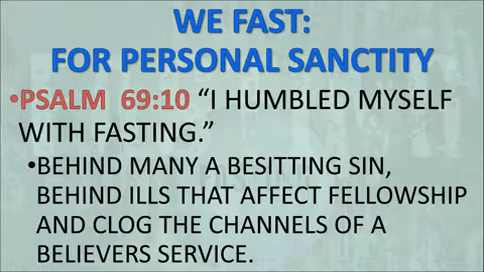 WE FAST:
FOR PERSONAL SANCTITY
•PSALM 69:10 “I HUMBLED MYSELF
WITH FASTING.”
•BEHIND MANY A BESITTING SIN,
BEHIND ILLS THAT AFFECT FELLOWSHIP
AND CLOG THE CHANNELS OF A
BELIEVERS SERVICE.